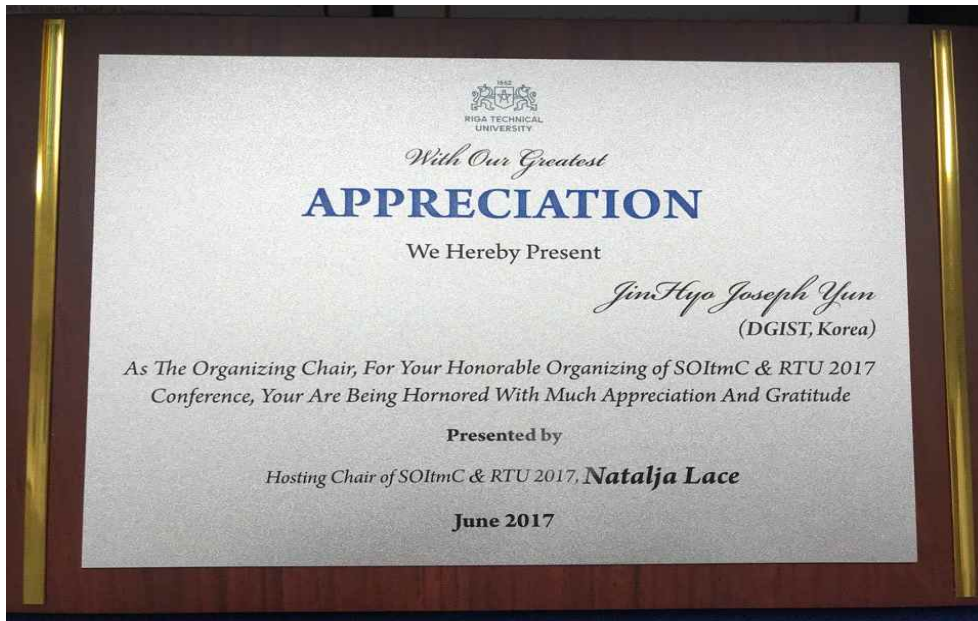 1862
RIGA TECHNICAL
UNIVERSITY
With Our Greatest
APPRECIATION
We Hereby Present
JinHyo Joseph Yun
(DGIST, Korea)
As The Organizing Chair, For Your Honorable Organizing of SOItmC & RTU 2017
Conference, Your Are Being Hornored With Much Appreciation And Gratitude
Presented by
Hosting Chair of SOItmC & RTU 2017, Natalja Lace
June 2017